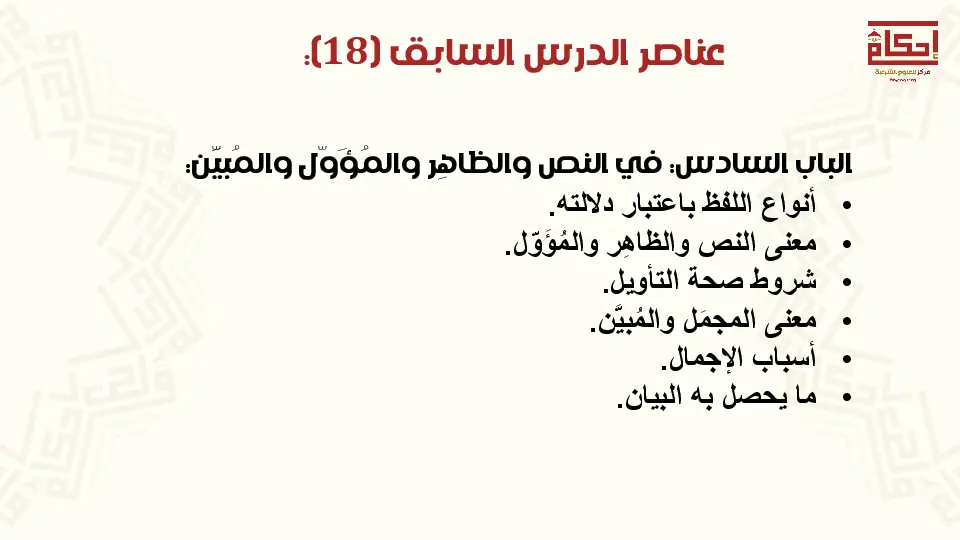 إحكام
مركز للعلوم الشرعية
عناصر الدرس السابق (18):
الباب السادس: في النص والظاهِر والمُؤَوّل والمُبيّن:
• أنواع اللفظ باعتبار دلالته.
• معنى النص والظاهِر والمُؤَوّل.
• شروط صحة التأويل.
• معنى المجمَل والمُبيَّن.
• أسباب الإجمال.
• ما يحصل به البيان.